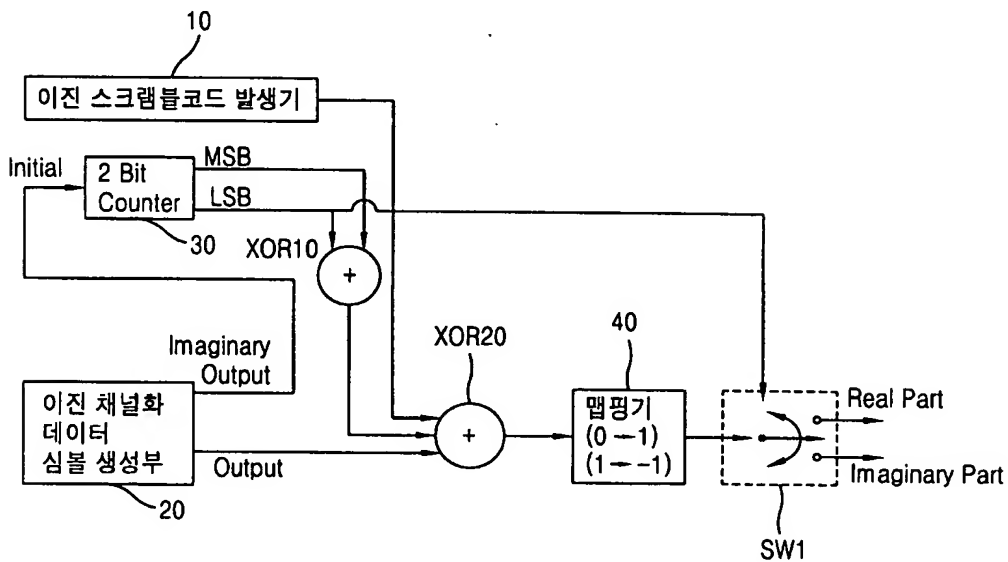 10
이진 스크램블코드 발생기
Initial
2 Bit
Counter
MSB
LSB
30
XOR10
+
Imaginary
Output
XOR20
+
40
이진 채널화
데이터
심볼 생성부
Output
20
맵핑기
(0→1)
(1→-1)
Real Part
Imaginary Part
SW1